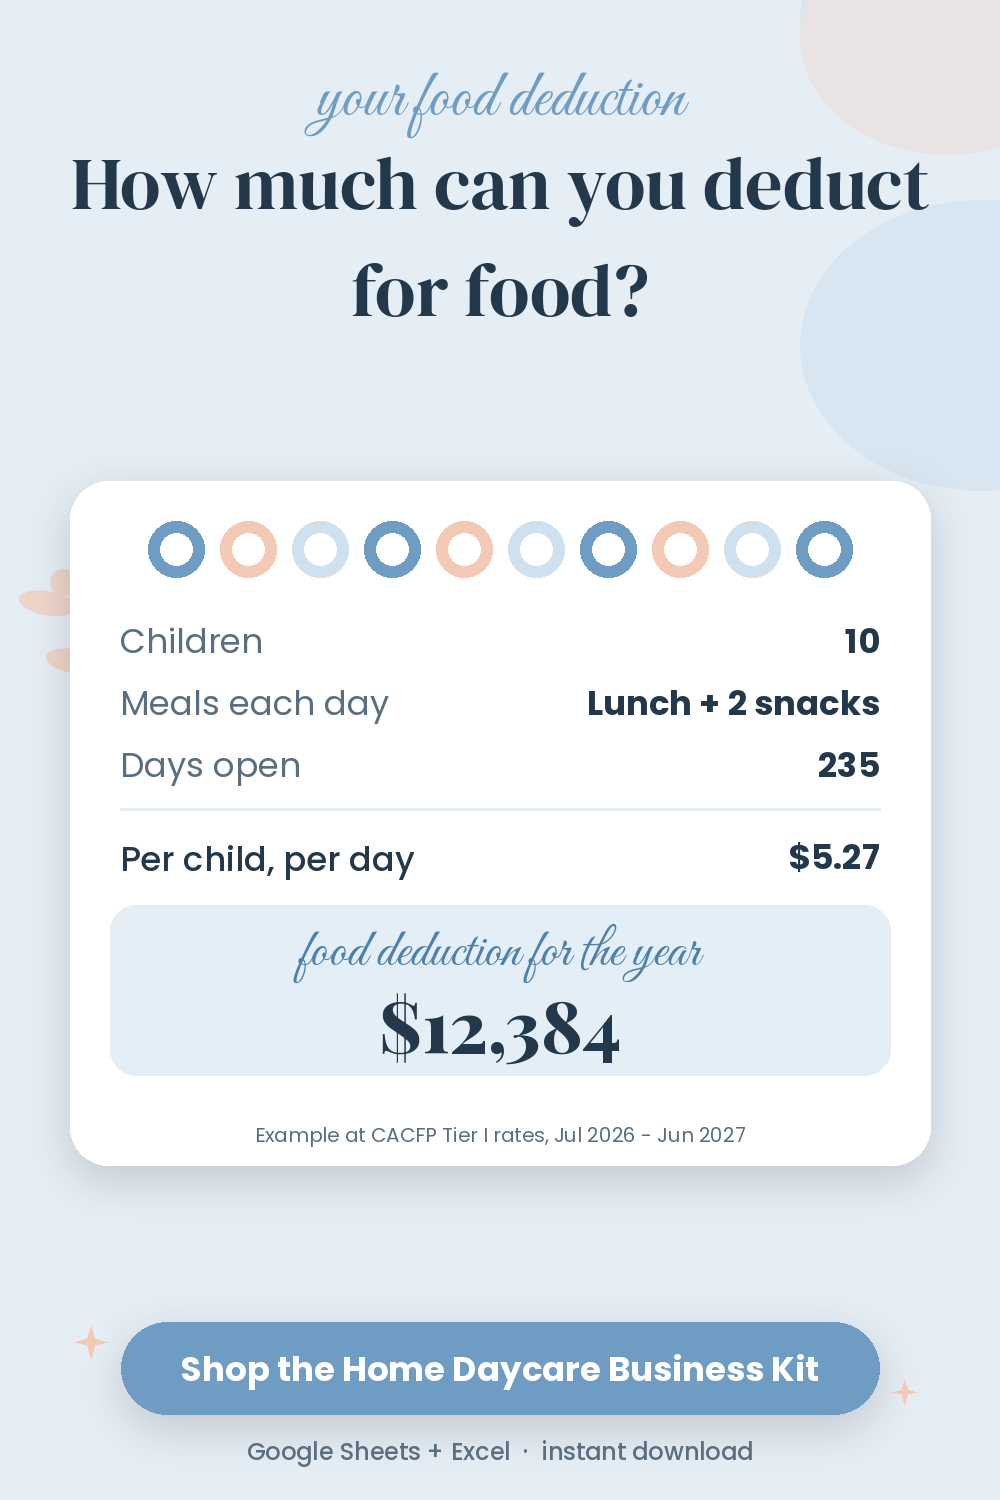 your food deduction
How much can you deduct
for food?
Children 10
Meals each day Lunch + 2 snacks
Days open 235
Per child, per day $5.27
food deduction for the year
$12,384
Example at CACFP Tier I rates, Jul 2026 - Jun 2027
Shop the Home Daycare Business Kit
Google Sheets + Excel · instant download